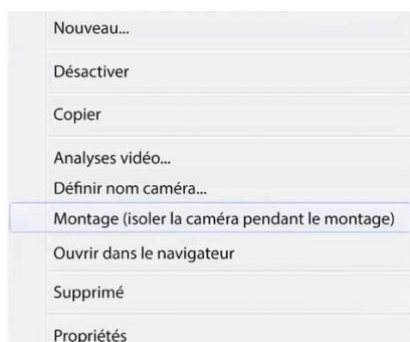 Nouveau...
Désactiver
Copier
Analyses vidéo...
Définir nom caméra...
Montage (isoler la caméra pendant le montage)
Ouvrir dans le navigateur
Supprimé
Propriétés